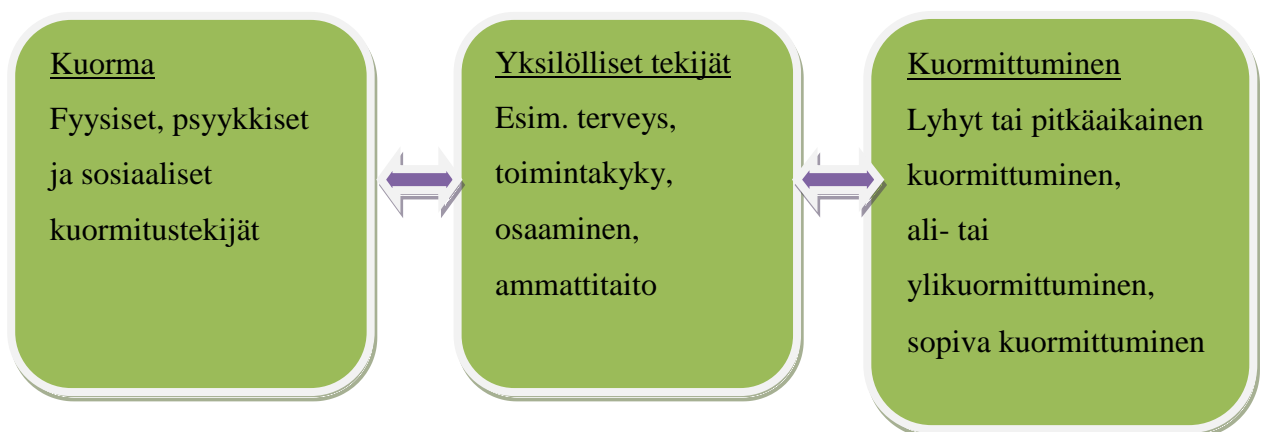 Kuorma
Fyysiset, psyykkiset
ja sosiaaliset
kuormitustekijät
Yksilölliset tekijät
Esim. terveys,
toimintakyky,
osaaminen,
ammattitaito
Kuormittuminen
Lyhyt tai pitkäaikainen
kuormittuminen,
ali- tai
ylikuormittuminen,
sopiva kuormittuminen